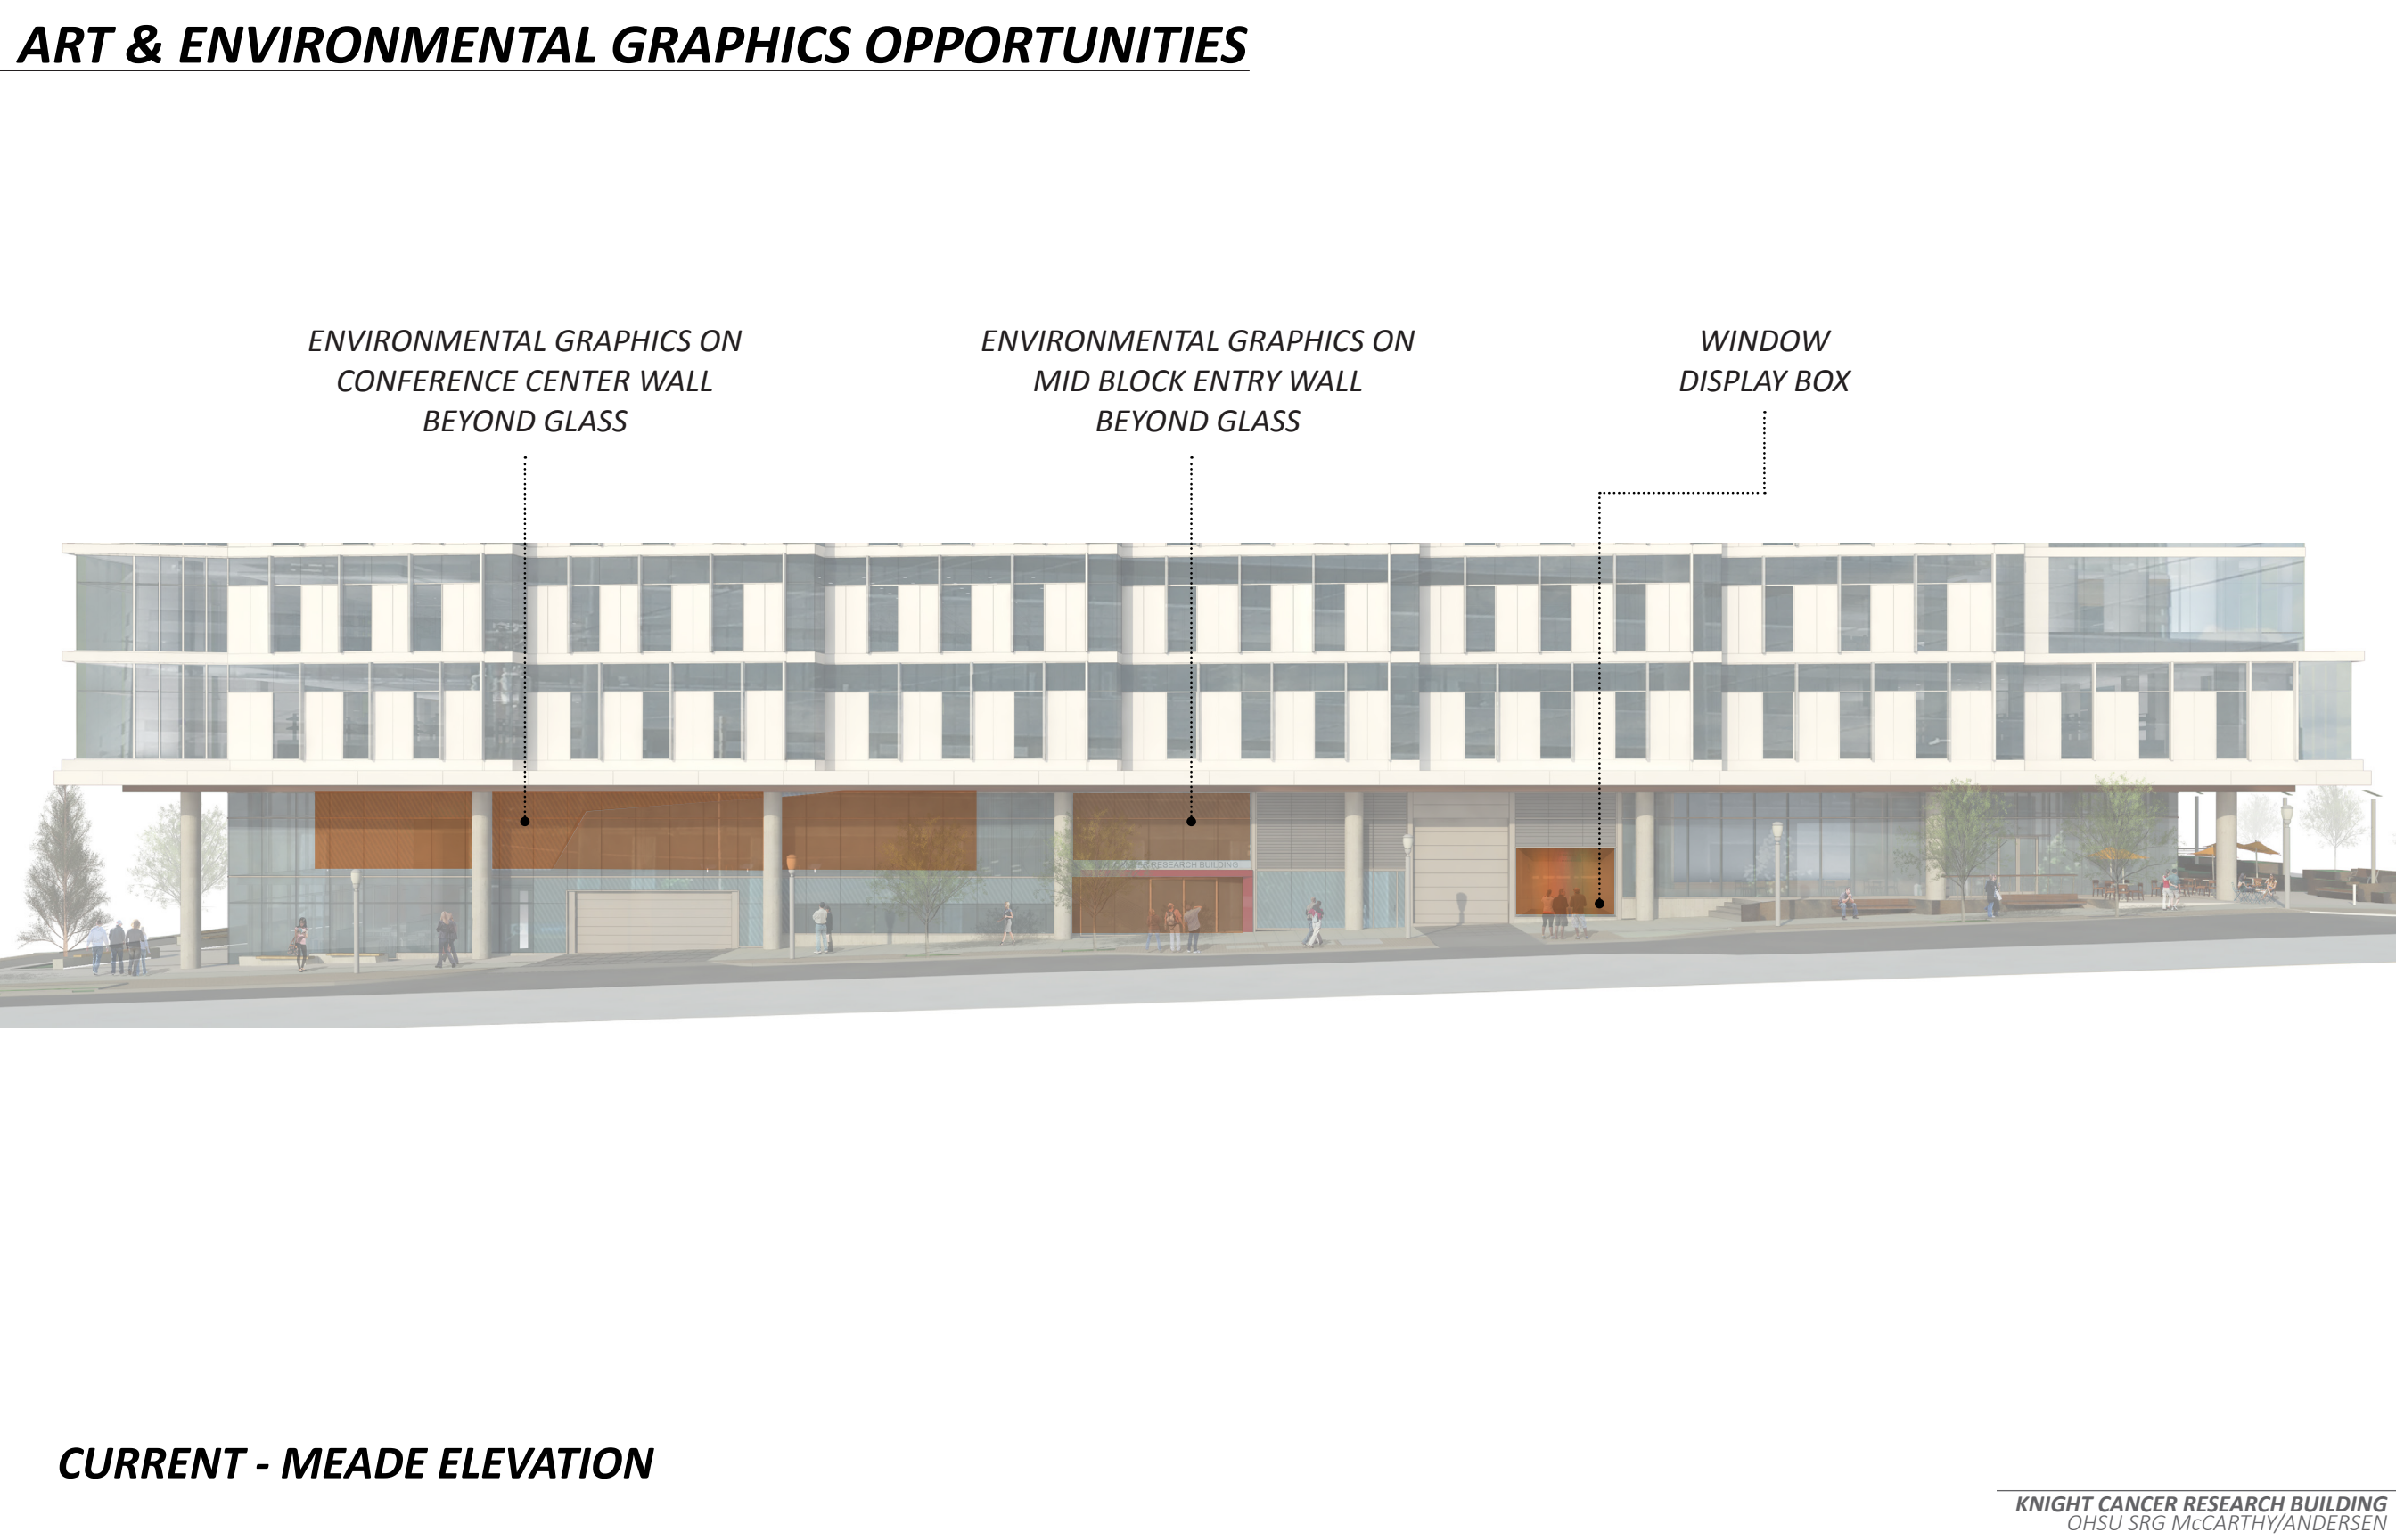 ART & ENVIRONMENTAL GRAPHICS OPPORTUNITIES
ENVIRONMENTAL GRAPHICS ON
CONFERENCE CENTER WALL
BEYOND GLASS
ENVIRONMENTAL GRAPHICS ON
MID BLOCK ENTRY WALL
BEYOND GLASS
WINDOW
DISPLAY BOX
RESEARCH BUILDING
CURRENT - MEADE ELEVATION
KNIGHT CANCER RESEARCH BUILDING
OHSU SRG McCARTHY/ANDERSEN